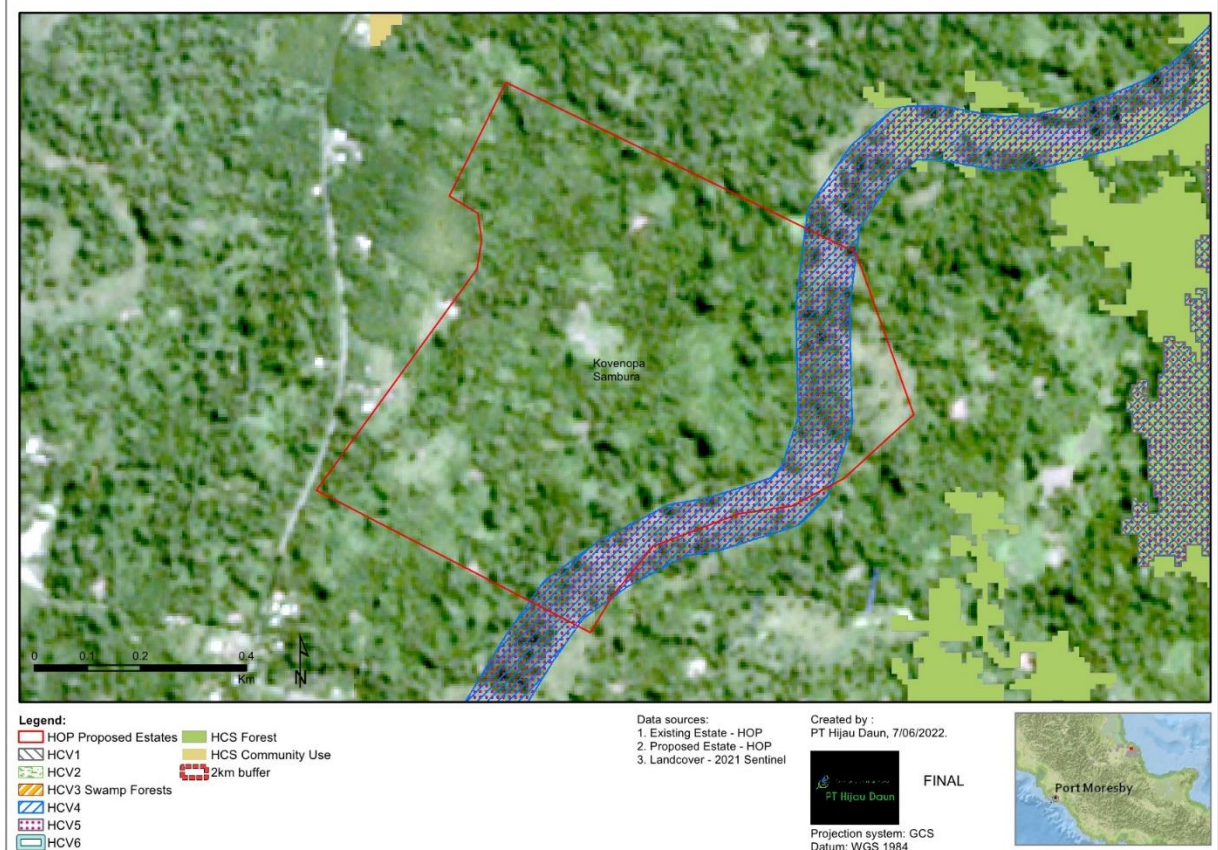 Kovenopa
Sambura
0 0.1 0.2 0.4
Km
N
Legend:
HOP Proposed Estates
HCV1
HCV2
HCV3 Swamp Forests
HCV4
HCV5
HCV6
HCS Forest
HCS Community Use
2km buffer
Data sources:
1. Existing Estate - HOP
2. Proposed Estate - HOP
3. Landcover - 2021 Sentinel
Created by :
PT Hijau Daun, 7/06/2022.
PT Hijau Daun
FINAL
Projection system: GCS
Datum: WGS 1984
Port Moresby